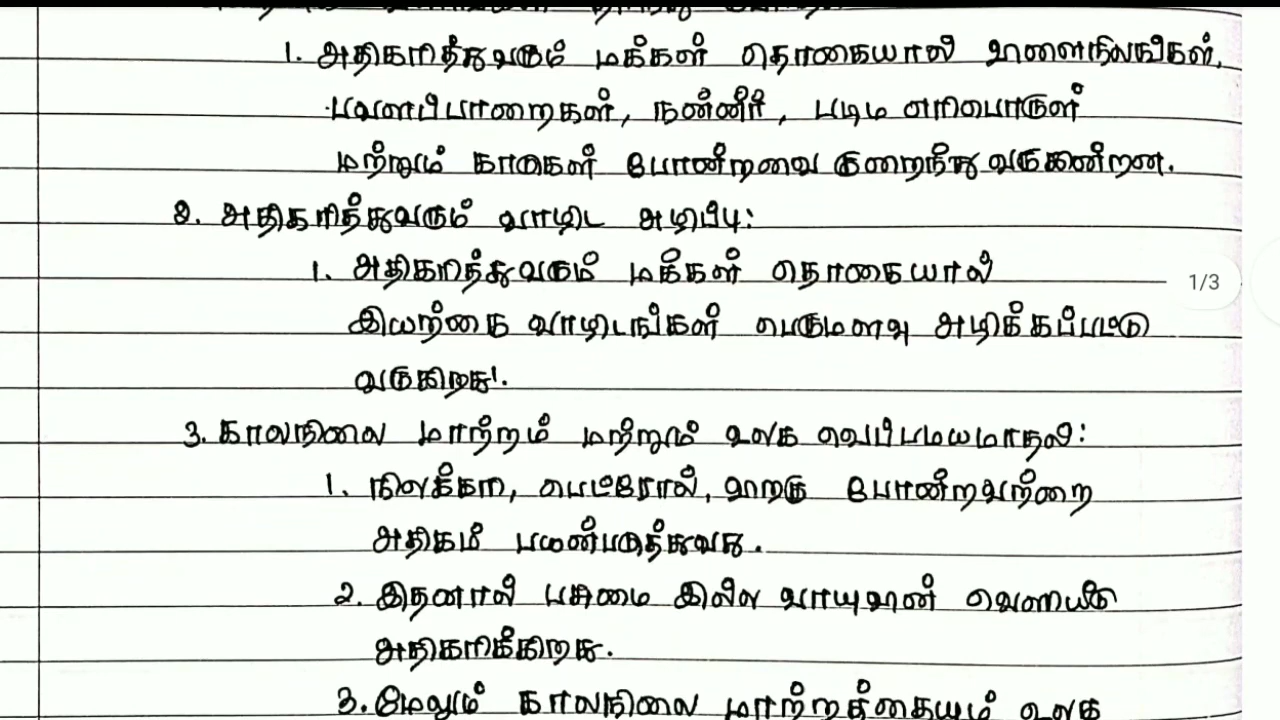 1. அதிகரித்துவரும் மக்கள் தொகையால் விளைநிலங்கள்,
பவளப்பாறைகள், நன்னீர், படிம எரிபொருள்
மற்றும் காடுகள் போன்றவை குறைந்து வருகின்றன.
2. அதிகரித்துவரும் வாழிட அழிப்பு:
1. அதிகரித்துவரும் மக்கள் தொகையால்
1/3
இயற்கை வாழிடங்கள் பெருமளவு அழிக்கப்பட்டு
வருகிறது.
3. காலநிலை மாற்றம் மற்றும் உலக வெப்பமயமாதல்:
1. நிலக்கரி, பெட்ரோல், விறகு போன்றவற்றை
அதிகம் பயன்படுத்துவது.
2. இதனால் பசுமை இல்ல வாயுவின் வெளியீடு
அதிகரிக்கிறது.
3. மேலும் காலநிலை மாற்றத்தையும் உலக